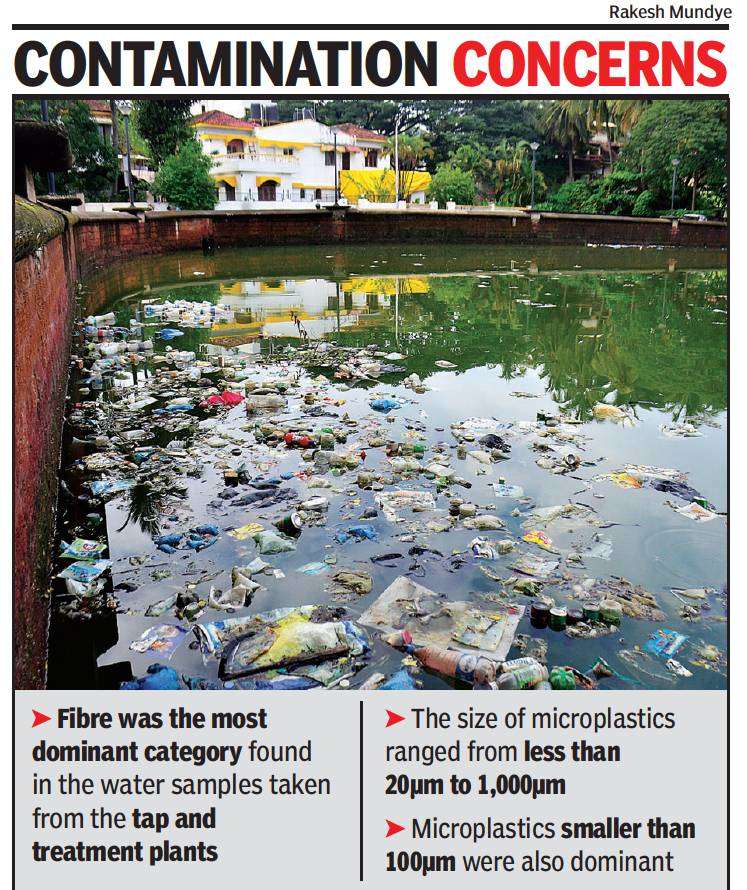 Rakesh Mundye
CONTAMINATION CONCERNS
➤ Fibre was the most
dominant category found
in the water samples taken
from the tap and
treatment plants
➤ The size of microplastics
ranged from less than
20µm to 1,000µm
➤ Microplastics smaller than
100µm were also dominant